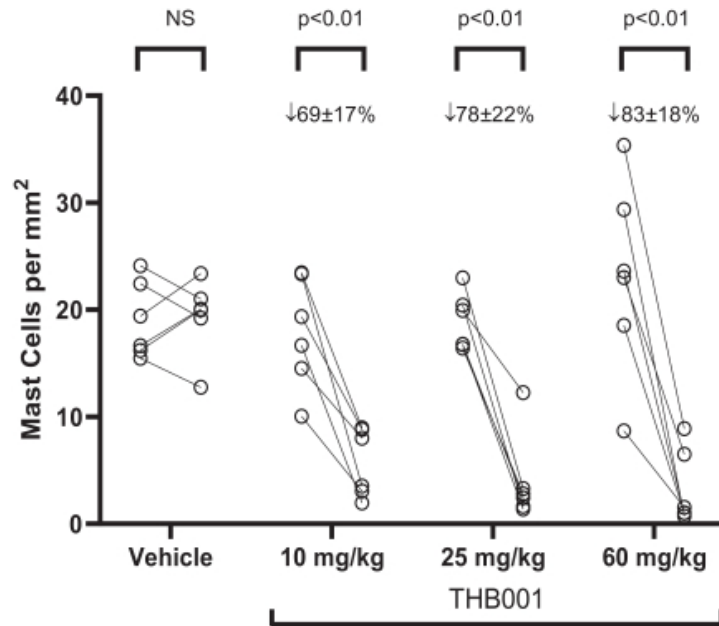 NS p<0.01 p<0.01 p<0.01
↓69±17% ↓78±22% ↓83±18%
40
30
20
10
0
Mast Cells per mm²
Vehicle 10 mg/kg 25 mg/kg 60 mg/kg
THB001